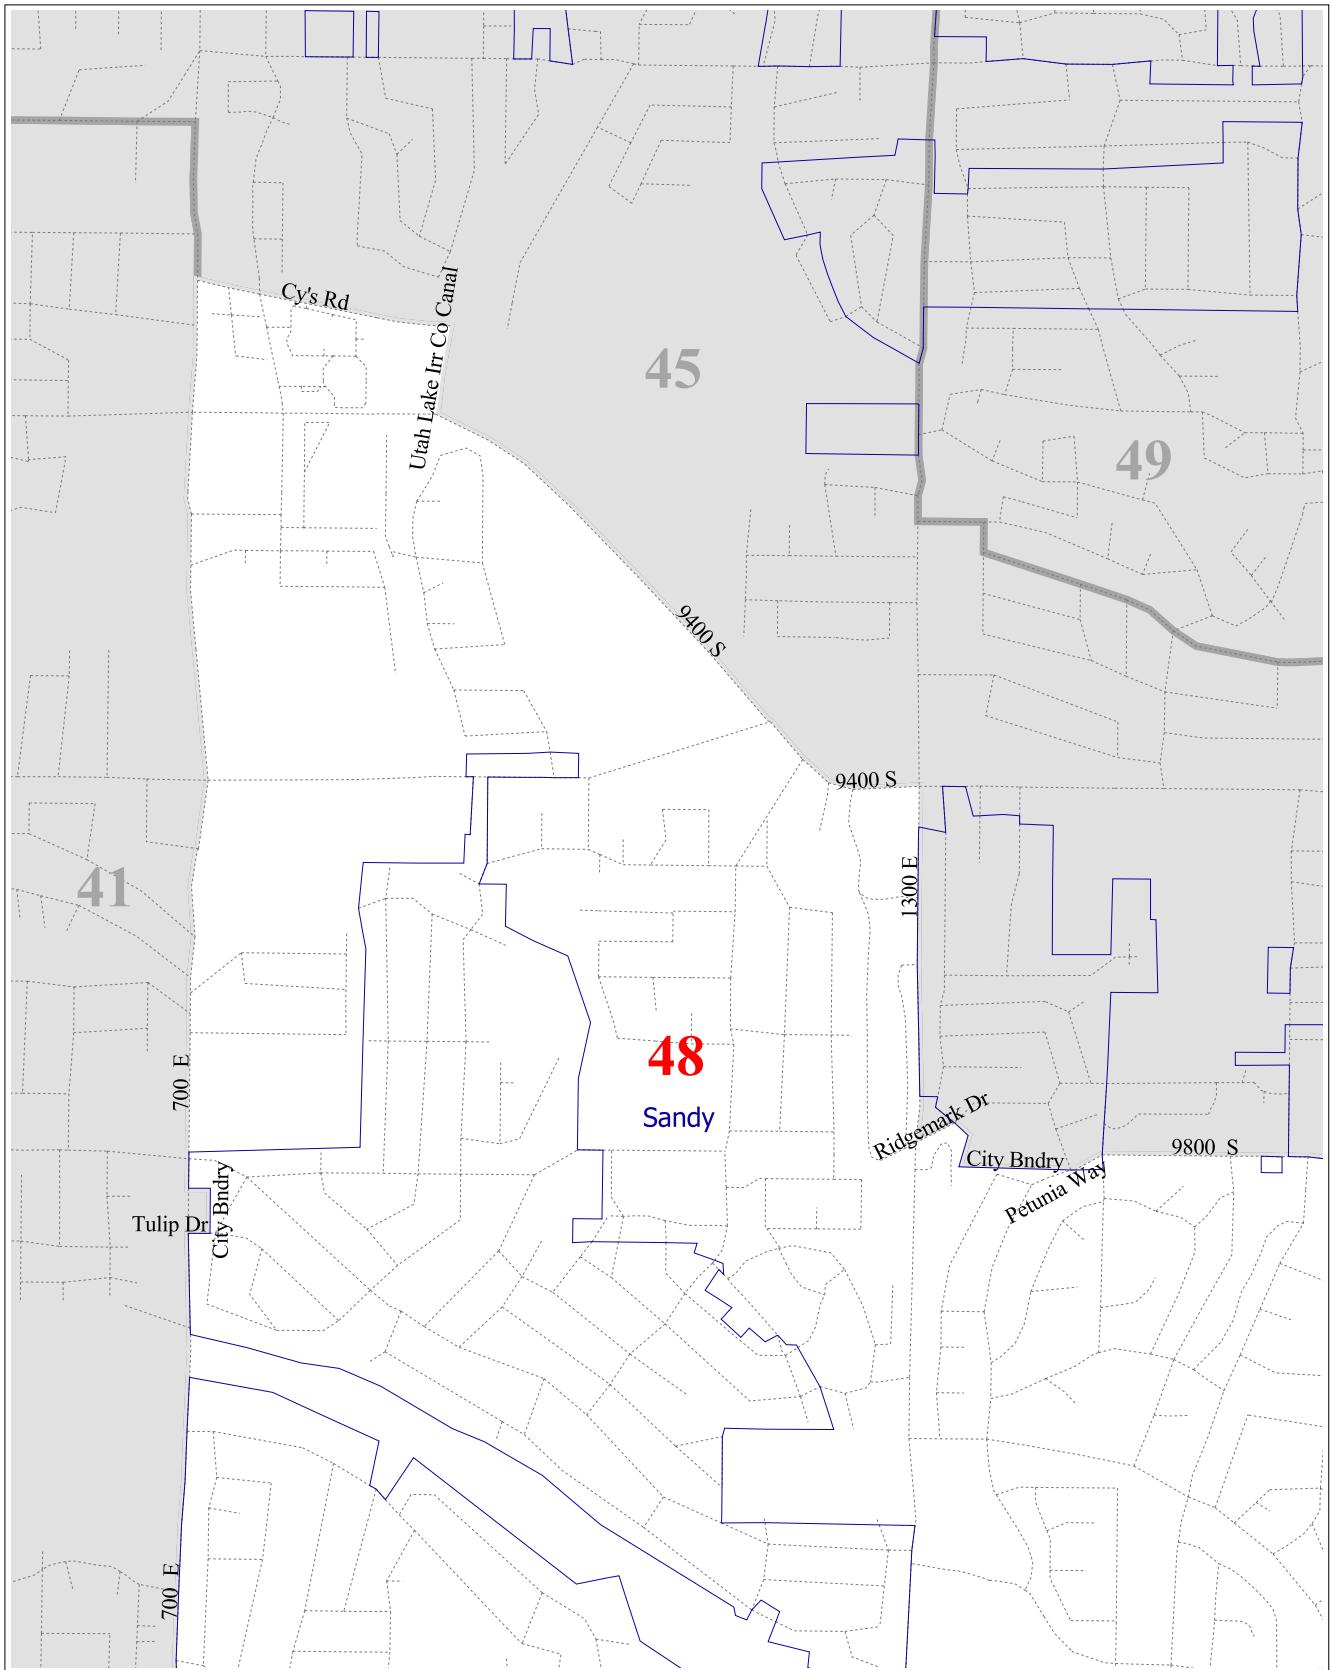 Cy's Rd
Utah Lake Irr Co Canal
45
49
9400 S
9400 S
41
1300 E
48
700 E
Sandy
Ridgemark Dr
9800 S
City Bndry
Petunia Way
City Bndry
Tulip Dr
700 E